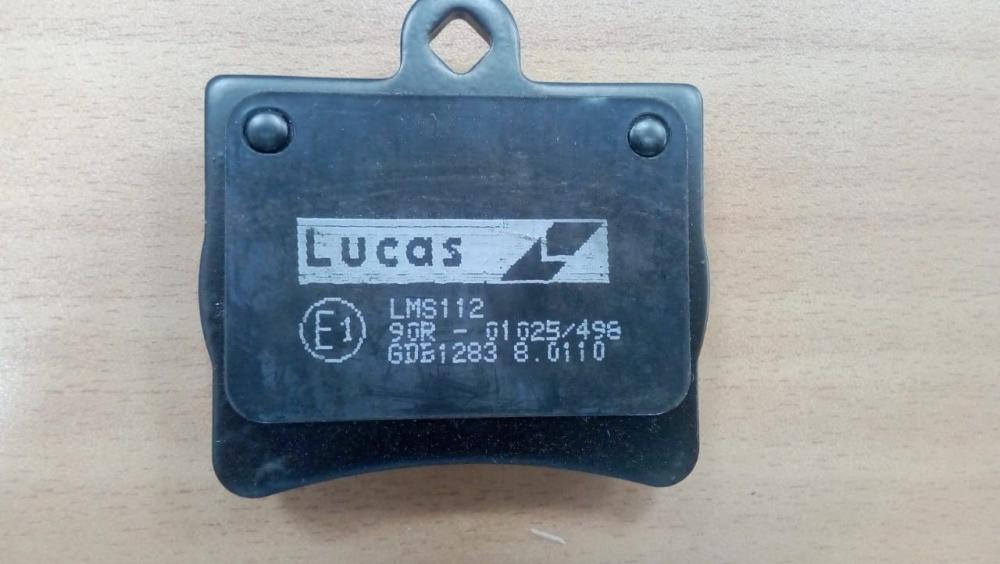 Lucas
E1
LMS112
90R - 01025/498
GDB1283 8.0110